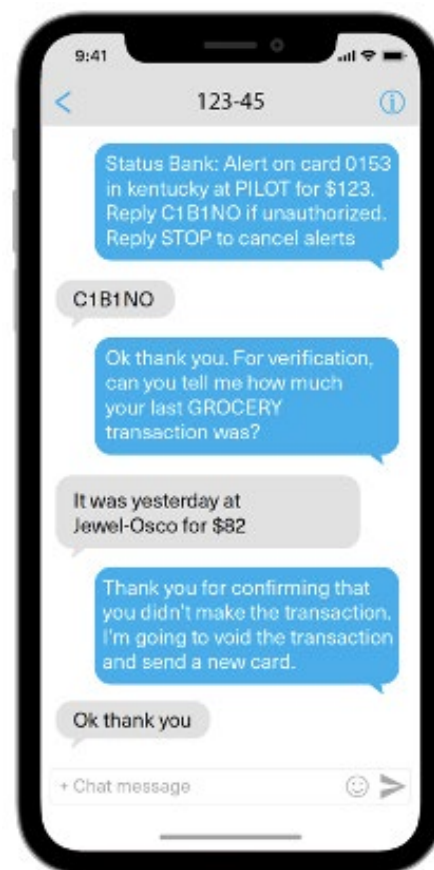 9:41
123-45
Status Bank: Alert on card 0153
in kentucky at PILOT for $123.
Reply C1B1NO if unauthorized.
Reply STOP to cancel alerts
C1B1NO
Ok thank you. For verification,
can you tell me how much
your last GROCERY
transaction was?
It was yesterday at
Jewel-Osco for $82
Thank you for confirming that
you didn't make the transaction.
I'm going to void the transaction
and send a new card.
Ok thank you
+ Chat message